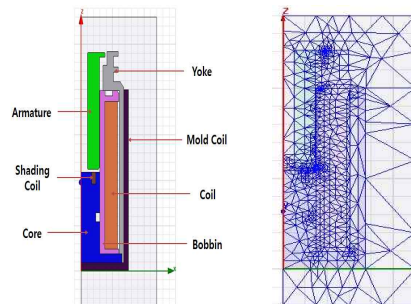 Z
Yoke
Armature
Mold Coil
Shading
Coil
Coil
Core
Bobbin
Z